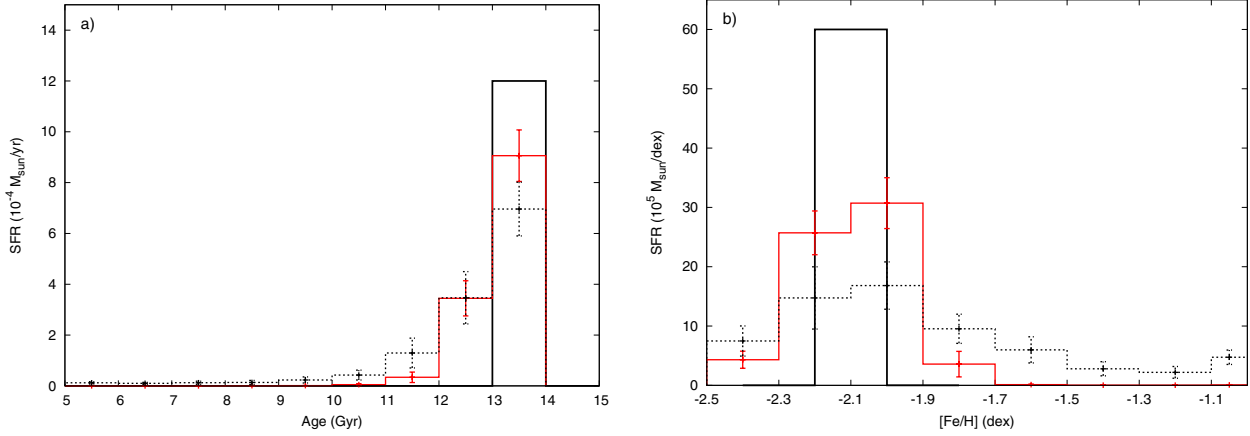 a)
14
12
10
8
6
4
2
0
SFR (10⁻⁴ M_sun/yr)
5 6 7 8 9 10 11 12 13 14 15
Age (Gyr)
b)
60
50
40
30
20
10
0
SFR (10⁵ M_sun/dex)
-2.5 -2.3 -2.1 -1.9 -1.7 -1.5 -1.3 -1.1
[Fe/H] (dex)